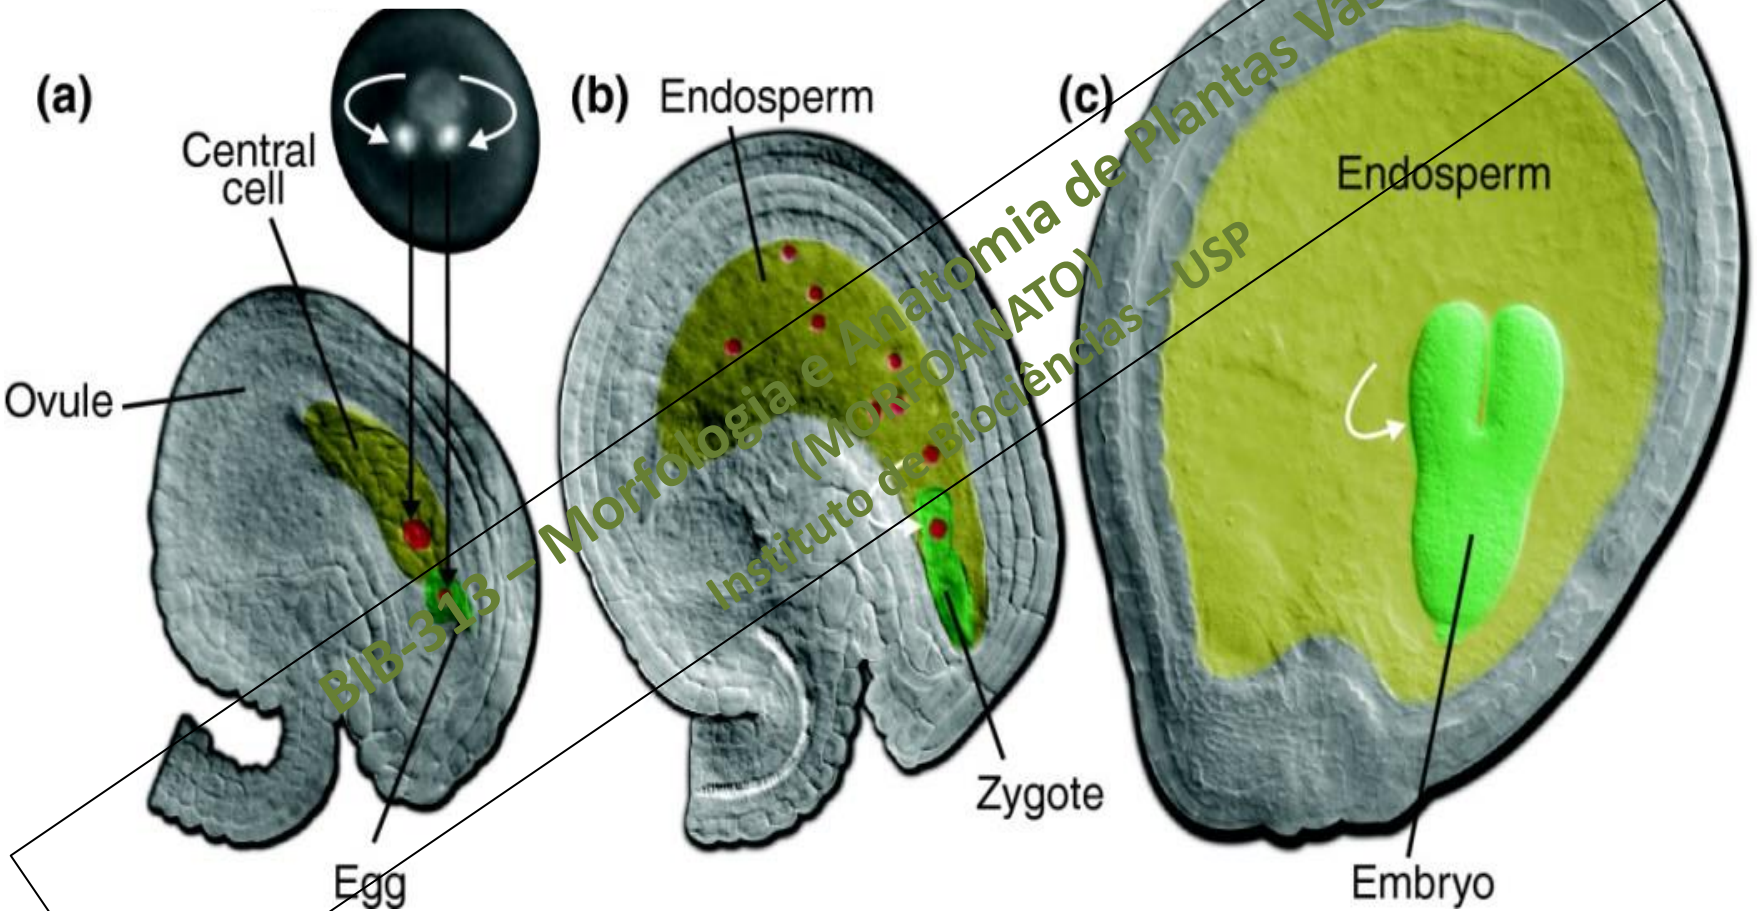 (a)
Central
cell
Ovule
Egg
(b)
Endosperm
Zygote
(c)
Endosperm
Embryo
BIB-313 – Morfologia e Anatomia de Plantas
(MORFOANATO)
Instituto de Biociências – USP